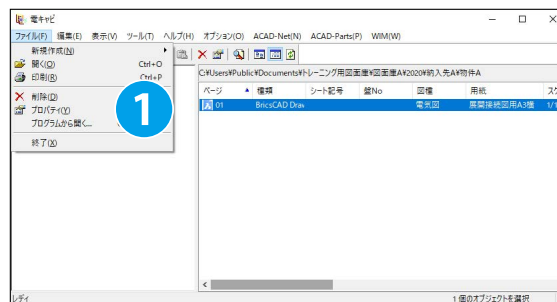 電キャビ
ファイル(F) 編集(E) 表示(V) ツール(T) ヘルプ(H) オプション(O) ACAD-Net(N) ACAD-Parts(P) WIM(W)
新規作成(N)
開く(O) Ctrl+O
印刷(R) Ctrl+P
削除(D)
プロパティ(Y)
プログラムから開く...
終了(X)
1
C:¥Users¥Public¥Documents¥トレーニング用図面庫¥図面庫A¥2020¥納入先A¥物件A
ページ 種類 シート記号 盤No 図種 用紙
01 BricsCAD Drav 電気図 展開接続図用A3横 1/1
レディ 1 個のオブジェクトを選択